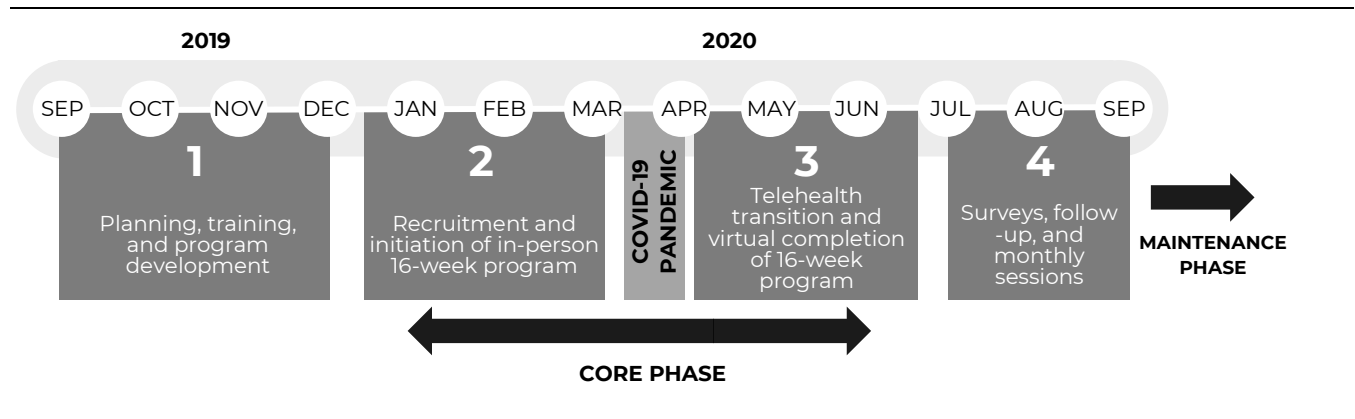 2019
2020
SEP OCT NOV DEC JAN FEB MAR APR MAY JUN JUL AUG SEP
1
Planning, training,
and program
development
2
Recruitment and
initiation of in-person
16-week program
COVID-19
PANDEMIC
3
Telehealth
transition and
virtual completion
of 16-week
program
4
Surveys, follow
-up, and
monthly
sessions
MAINTENANCE
PHASE
CORE PHASE